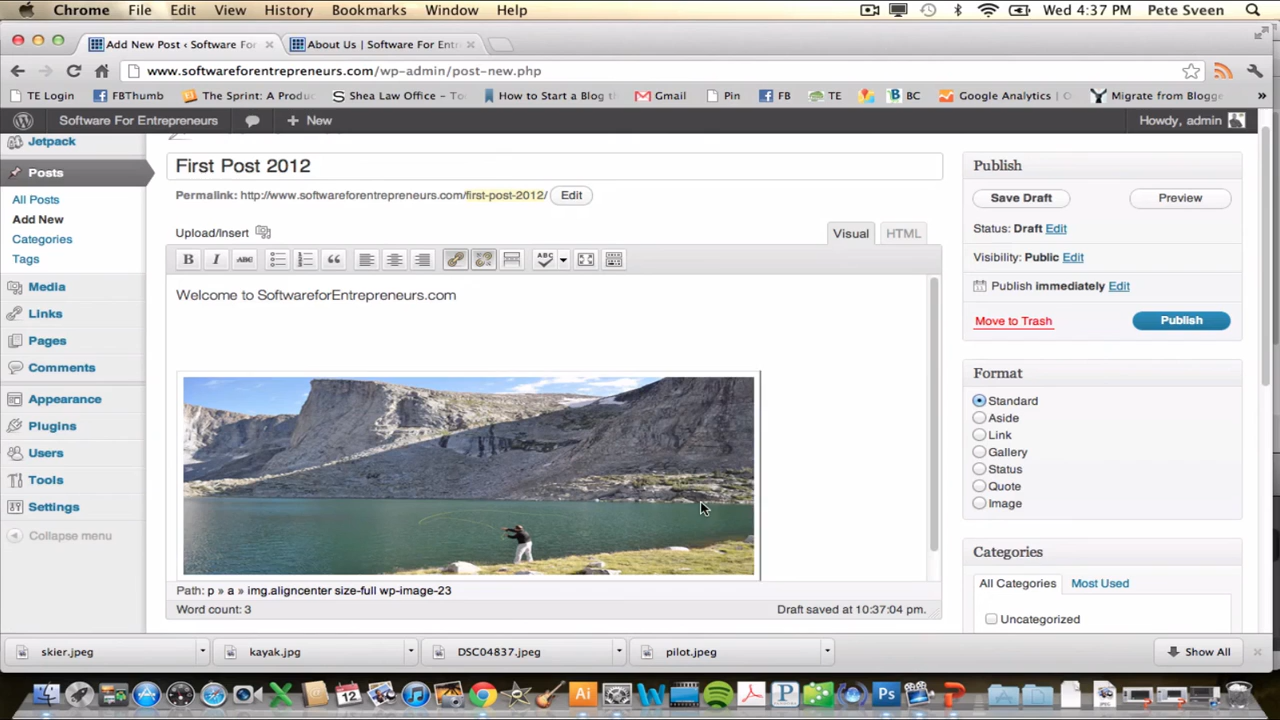 Chrome File Edit View History Bookmarks Window Help Wed 4:37 PM Pete Sveen
Add New Post ‹ Software For About Us | Software For Entr
www.softwareforentrepreneurs.com/wp-admin/post-new.php
TE Login FBThumb The Sprint: A Produ Shea Law Office - To How to Start a Blog t Gmail Pin FB TE BC Google Analytics | O Migrate from Blogge »
Software For Entrepreneurs + New Howdy, admin
Jetpack
Posts
All Posts
Add New
Categories
Tags
Media
Links
Pages
Comments
Appearance
Plugins
Users
Tools
Settings
Collapse menu
First Post 2012
Permalink: http://www.softwareforentrepreneurs.com/first-post-2012/ Edit
Upload/Insert Visual HTML
B I ABC ABC
Welcome to SoftwareforEntrepreneurs.com
Path: p » a » img.aligncenter size-full wp-image-23
Word count: 3 Draft saved at 10:37:04 pm.
Publish
Save Draft Preview
Status: Draft Edit
Visibility: Public Edit
Publish immediately Edit
Move to Trash Publish
Format
Standard
Aside
Link
Gallery
Status
Quote
Image
Categories
All Categories Most Used
Uncategorized
skier.jpeg kayak.jpg DSC04837.jpeg pilot.jpeg Show All
12 Ai W P Ps P